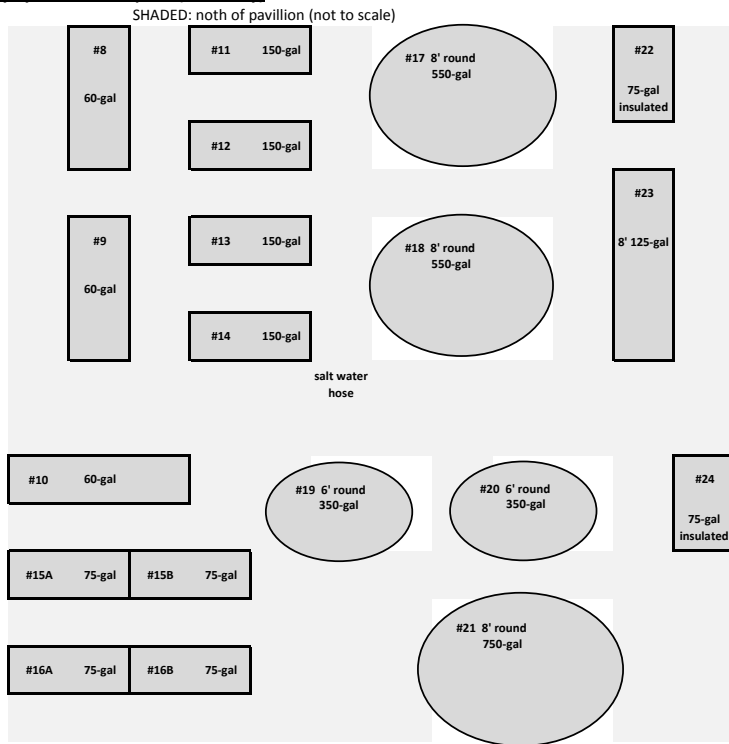 SHADED: noth of pavillion (not to scale)
#8
60-gal
#11 150-gal
#12 150-gal
#17 8' round
550-gal
#22
75-gal
insulated
#9
60-gal
#13 150-gal
#14 150-gal
#18 8' round
550-gal
#23
8' 125-gal
salt water
hose
#10 60-gal
#19 6' round
350-gal
#20 6' round
350-gal
#24
75-gal
insulated
#15A 75-gal #15B 75-gal
#16A 75-gal #16B 75-gal
#21 8' round
750-gal